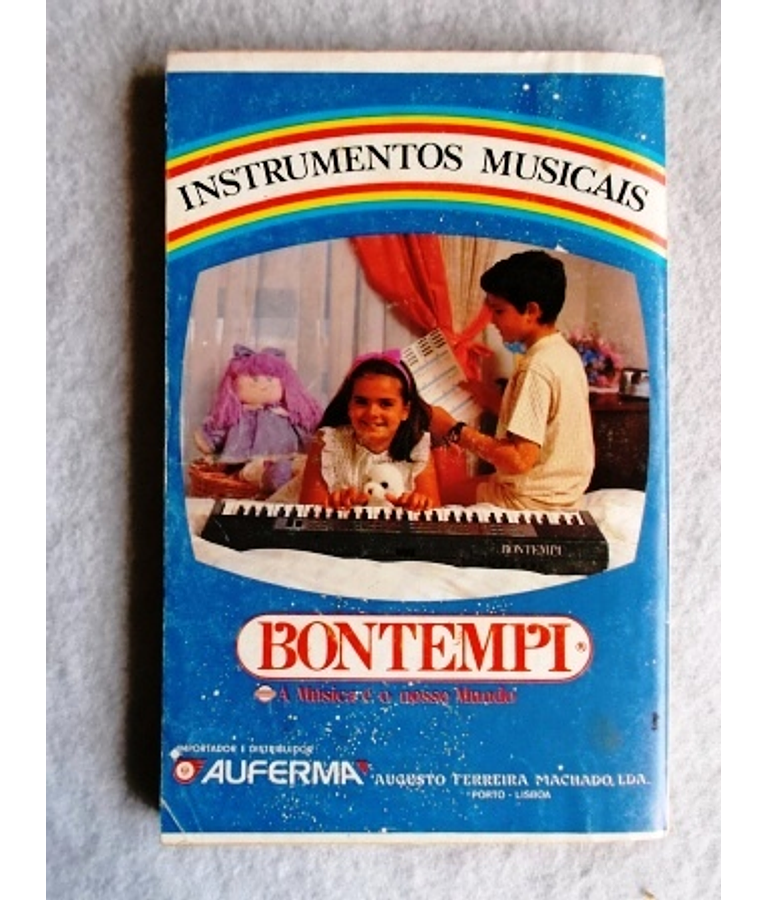 INSTRUMENTOS MUSICAIS
BONTEMPI
BONTEMPI®
A Música é o nosso Mundo
IMPORTADOR E DISTRIBUIDOR
AUFERMA AUGUSTO FERREIRA MACHADO, LDA.
PORTO - LISBOA